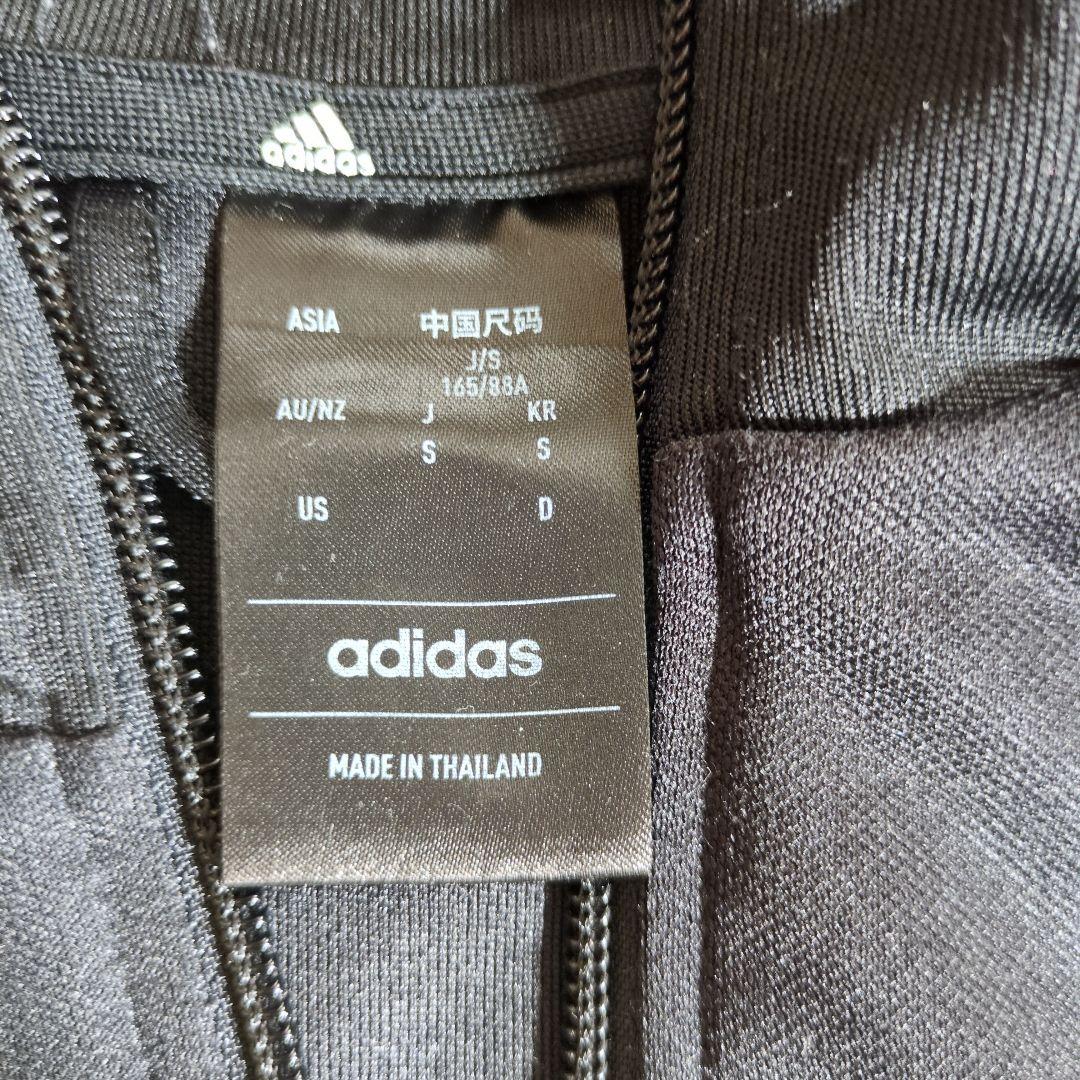 adidas
ASIA 中国尺码
J/S
165/88A
AU/NZ J KR
S S
US D
adidas
MADE IN THAILAND